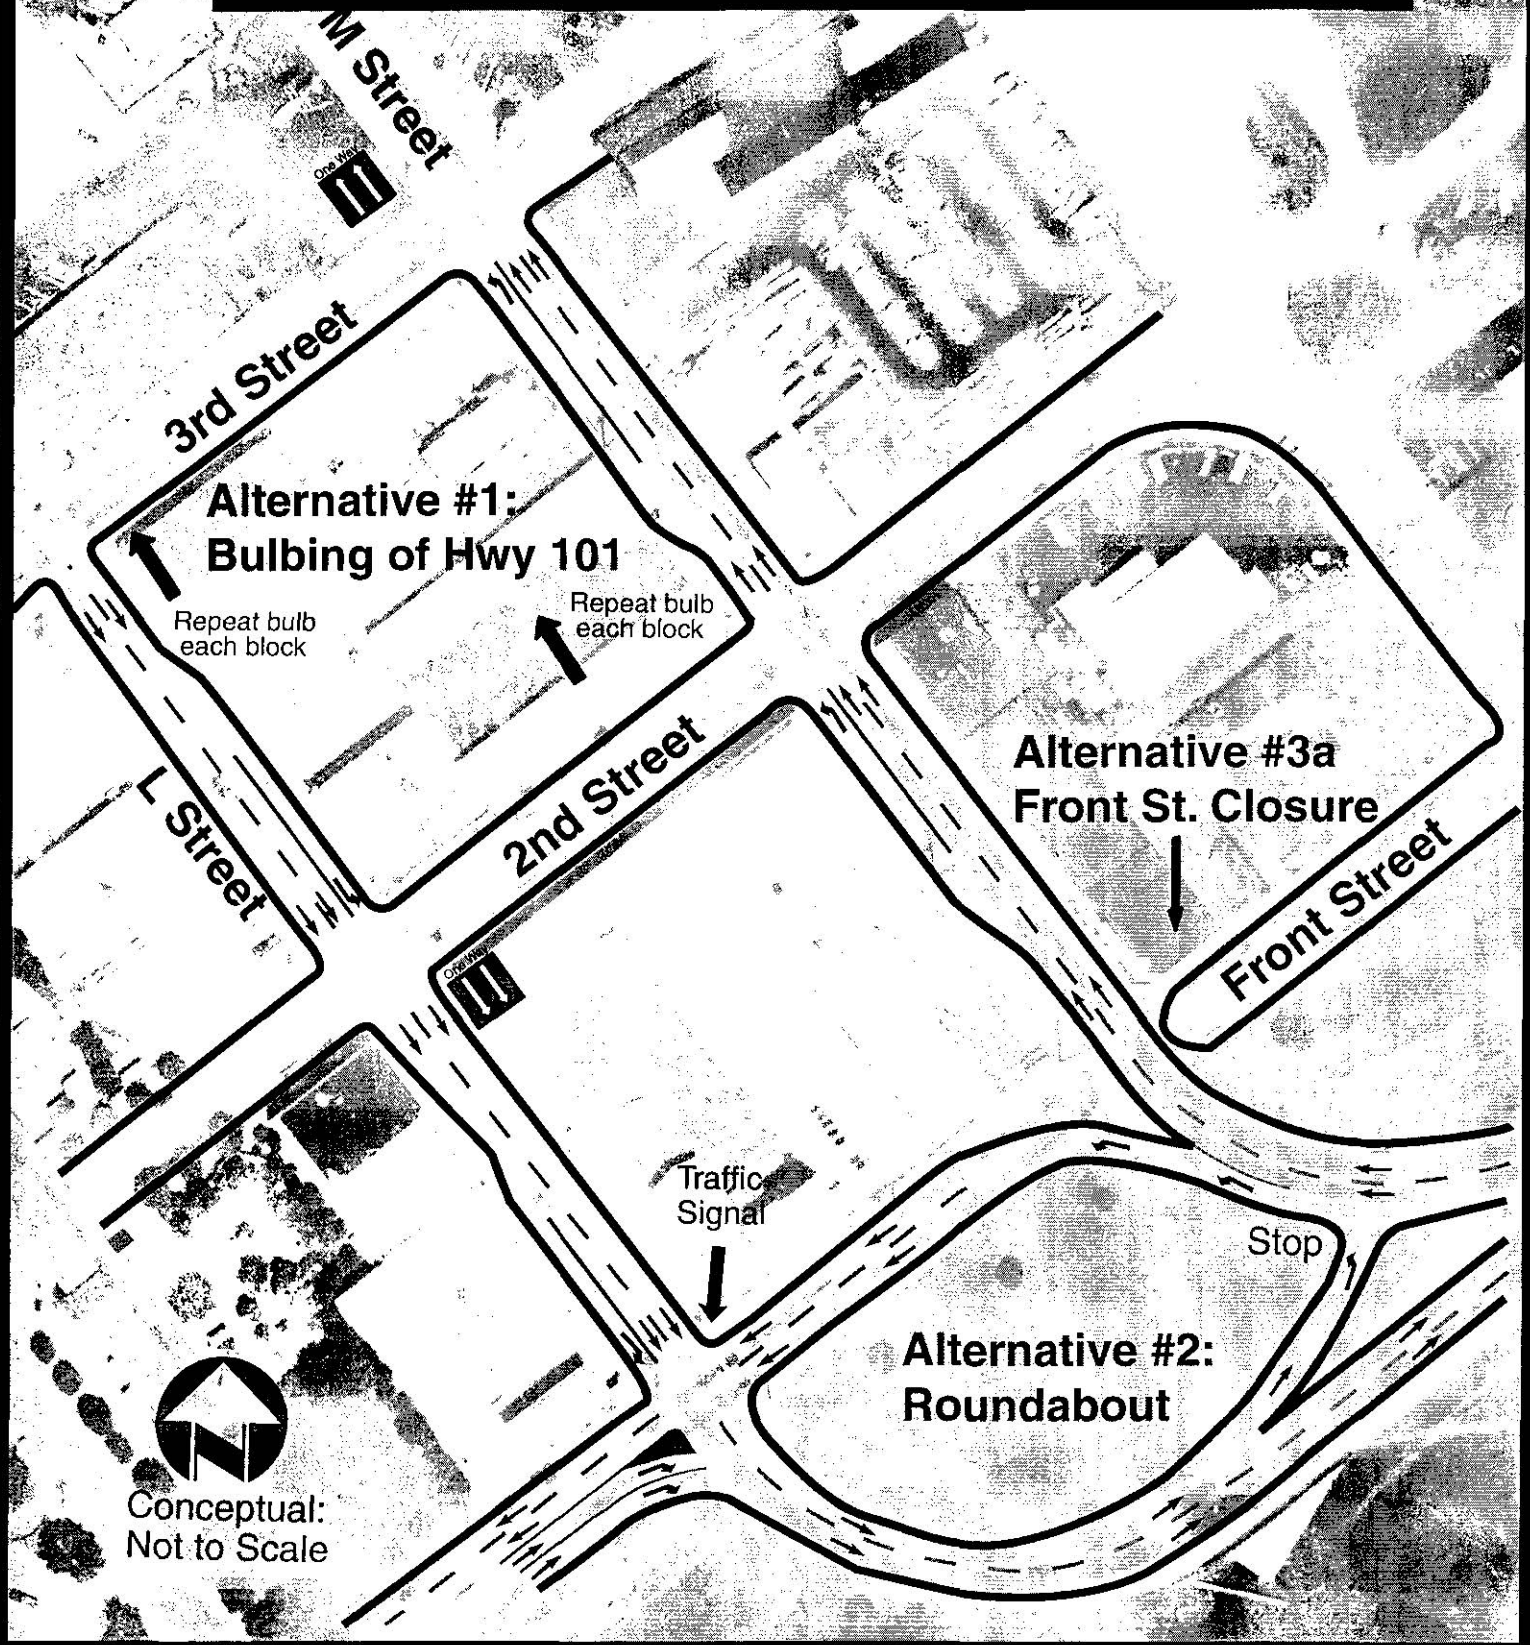 M Street
One Way
3rd Street
Alternative #1:
Bulbing of Hwy 101
Repeat bulb
each block
Repeat bulb
each block
L Street
2nd Street
One Way
Alternative #3a
Front St. Closure
Front Street
Traffic
Signal
Stop
Alternative #2:
Roundabout
N
Conceptual:
Not to Scale